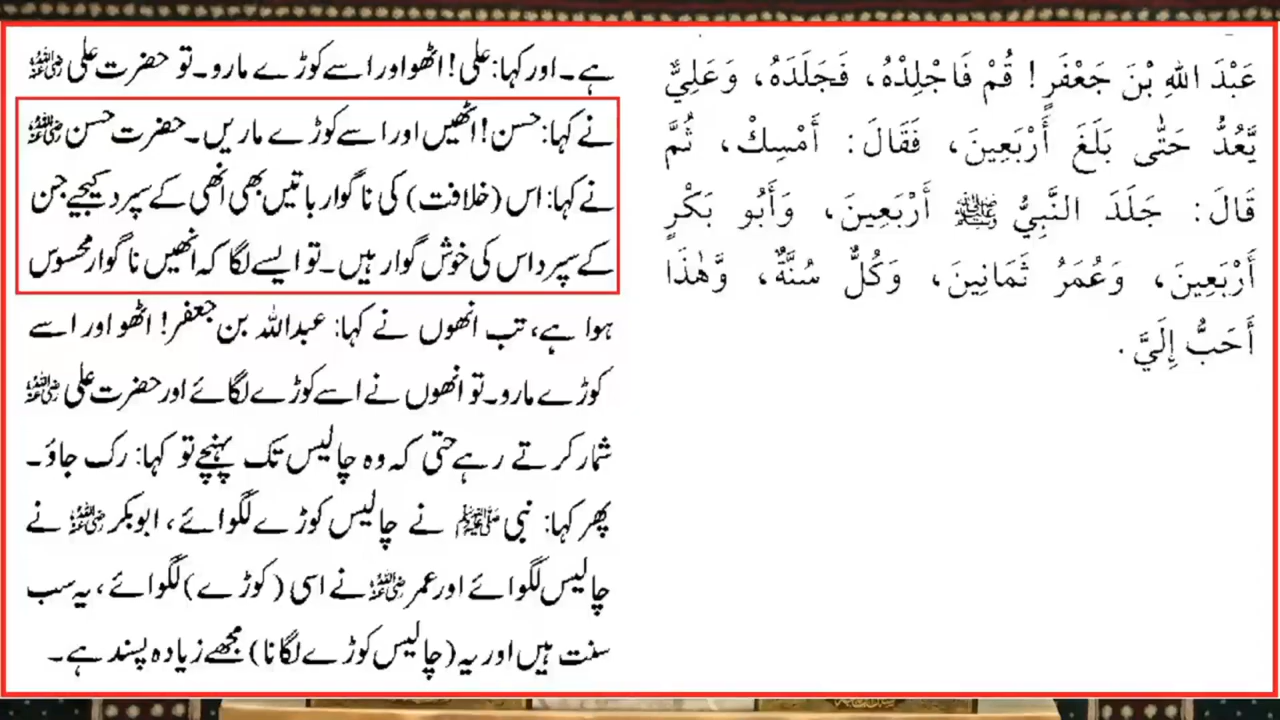 عَبْدَ اللهِ بْنَ جَعْفَرٍ! قُمْ فَاجْلِدْهُ، فَجَلَدَهُ، وَعَلِيٌّ
يَّعُدُّ حَتّٰى بَلَغَ أَرْبَعِينَ، فَقَالَ: أَمْسِكْ، ثُمَّ
قَالَ: جَلَدَ النَّبِيُّ ﷺ أَرْبَعِينَ، وَأَبُو بَكْرٍ
أَرْبَعِينَ، وَعُمَرُ ثَمَانِينَ، وَكُلٌّ سُنَّةٌ، وَّهٰذَا
أَحَبُّ إِلَيَّ.
ہے۔ اور کہا: علی! اٹھو اور اسے کوڑے مارو۔ تو حضرت علی رضی اللہ عنہ
نے کہا: حسن! اٹھیں اور اسے کوڑے ماریں۔ حضرت حسن رضی اللہ عنہ
نے کہا: اس (خلافت) کی ناگوار باتیں بھی انھی کے سپرد کیجیے جن
کے سپرد اس کی خوش گوار ہیں۔ تو ایسے لگا کہ انھیں ناگوار محسوس
ہوا ہے، تب انھوں نے کہا: عبداللہ بن جعفر! اٹھو اور اسے
کوڑے مارو۔ تو انھوں نے اسے کوڑے لگائے اور حضرت علی رضی اللہ عنہ
شمار کرتے رہے حتی کہ وہ چالیس تک پہنچے تو کہا: رک جاؤ۔
پھر کہا: نبی ﷺ نے چالیس کوڑے لگوائے، ابوبکر رضی اللہ عنہ نے
چالیس لگوائے اور عمر رضی اللہ عنہ نے اسی (کوڑے) لگوائے، یہ سب
سنت ہیں اور یہ (چالیس کوڑے لگانا) مجھے زیادہ پسند ہے۔